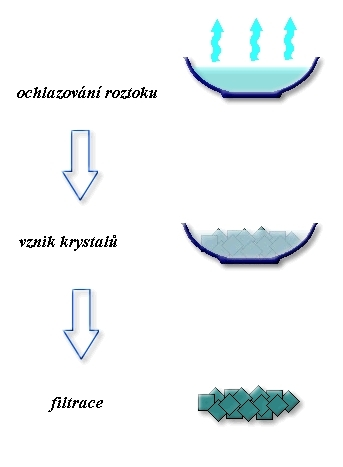 ochlazování roztoku
vznik krystalů
filtrace